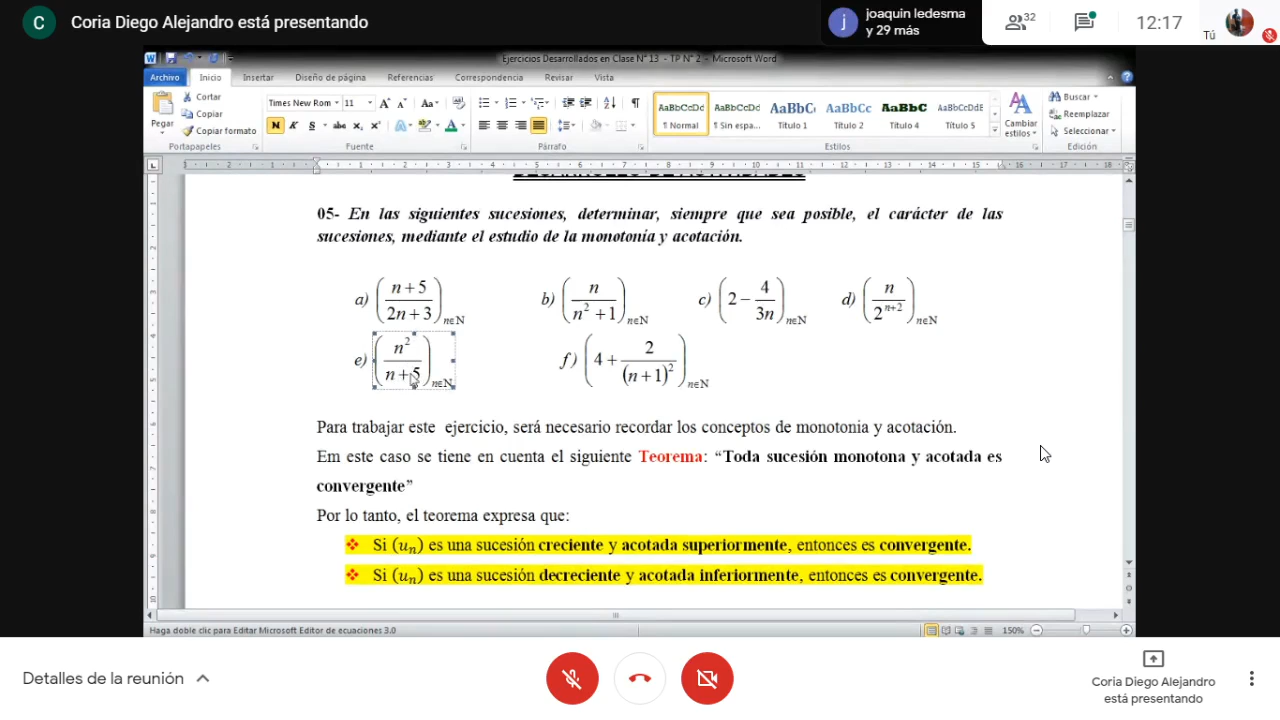 C Coria Diego Alejandro está presentando
j joaquin ledesma
y 29 más
32
12:17
Tú
Ejercicios Desarrollados en Clase N° 13 - TP N° 2 - Microsoft Word
Archivo Inicio Insertar Diseño de página Referencias Correspondencia Revisar Vista
Pegar
Cortar
Copiar
Copiar formato
Portapapeles
Times New Rom 11
Fuente
Párrafo
AaBbCcDd AaBbCcDd AaBbC AaBbCc AaBbC AaBbCcDdE
¶ Normal ¶ Sin espa... Título 1 Título 2 Título 4 Título 5
Estilos
Cambiar
estilos
Buscar
Reemplazar
Seleccionar
Edición
05- En las siguientes sucesiones, determinar, siempre que sea posible, el carácter de las
sucesiones, mediante el estudio de la monotonía y acotación.
a) ((n+5)/(2n+3))n∈N b) (n/(n²+1))n∈N c) (2 − 4/(3n))n∈N d) (n/2ⁿ⁺²)n∈N
e) (n²/(n+5))n∈N f) (4 + 2/(n+1)²)n∈N
Para trabajar este ejercicio, será necesario recordar los conceptos de monotonia y acotación.
Em este caso se tiene en cuenta el siguiente Teorema: “Toda sucesión monotona y acotada es
convergente”
Por lo tanto, el teorema expresa que:
❖ Si (uₙ) es una sucesión creciente y acotada superiormente, entonces es convergente.
❖ Si (uₙ) es una sucesión decreciente y acotada inferiormente, entonces es convergente.
Haga doble clic para Editar Microsoft Editor de ecuaciones 3.0
150%
Detalles de la reunión
Coria Diego Alejandro
está presentando